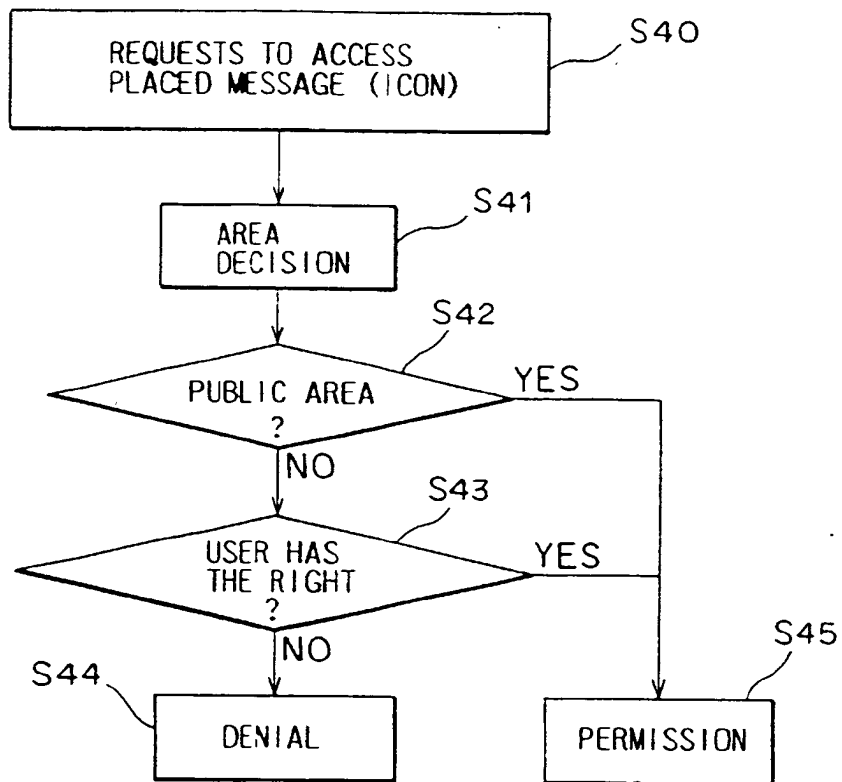 REQUESTS TO ACCESS
PLACED MESSAGE (ICON)
S40
S41
AREA
DECISION
S42
PUBLIC AREA
?
YES
NO
S43
USER HAS
THE RIGHT
?
YES
NO
S44
DENIAL
S45
PERMISSION